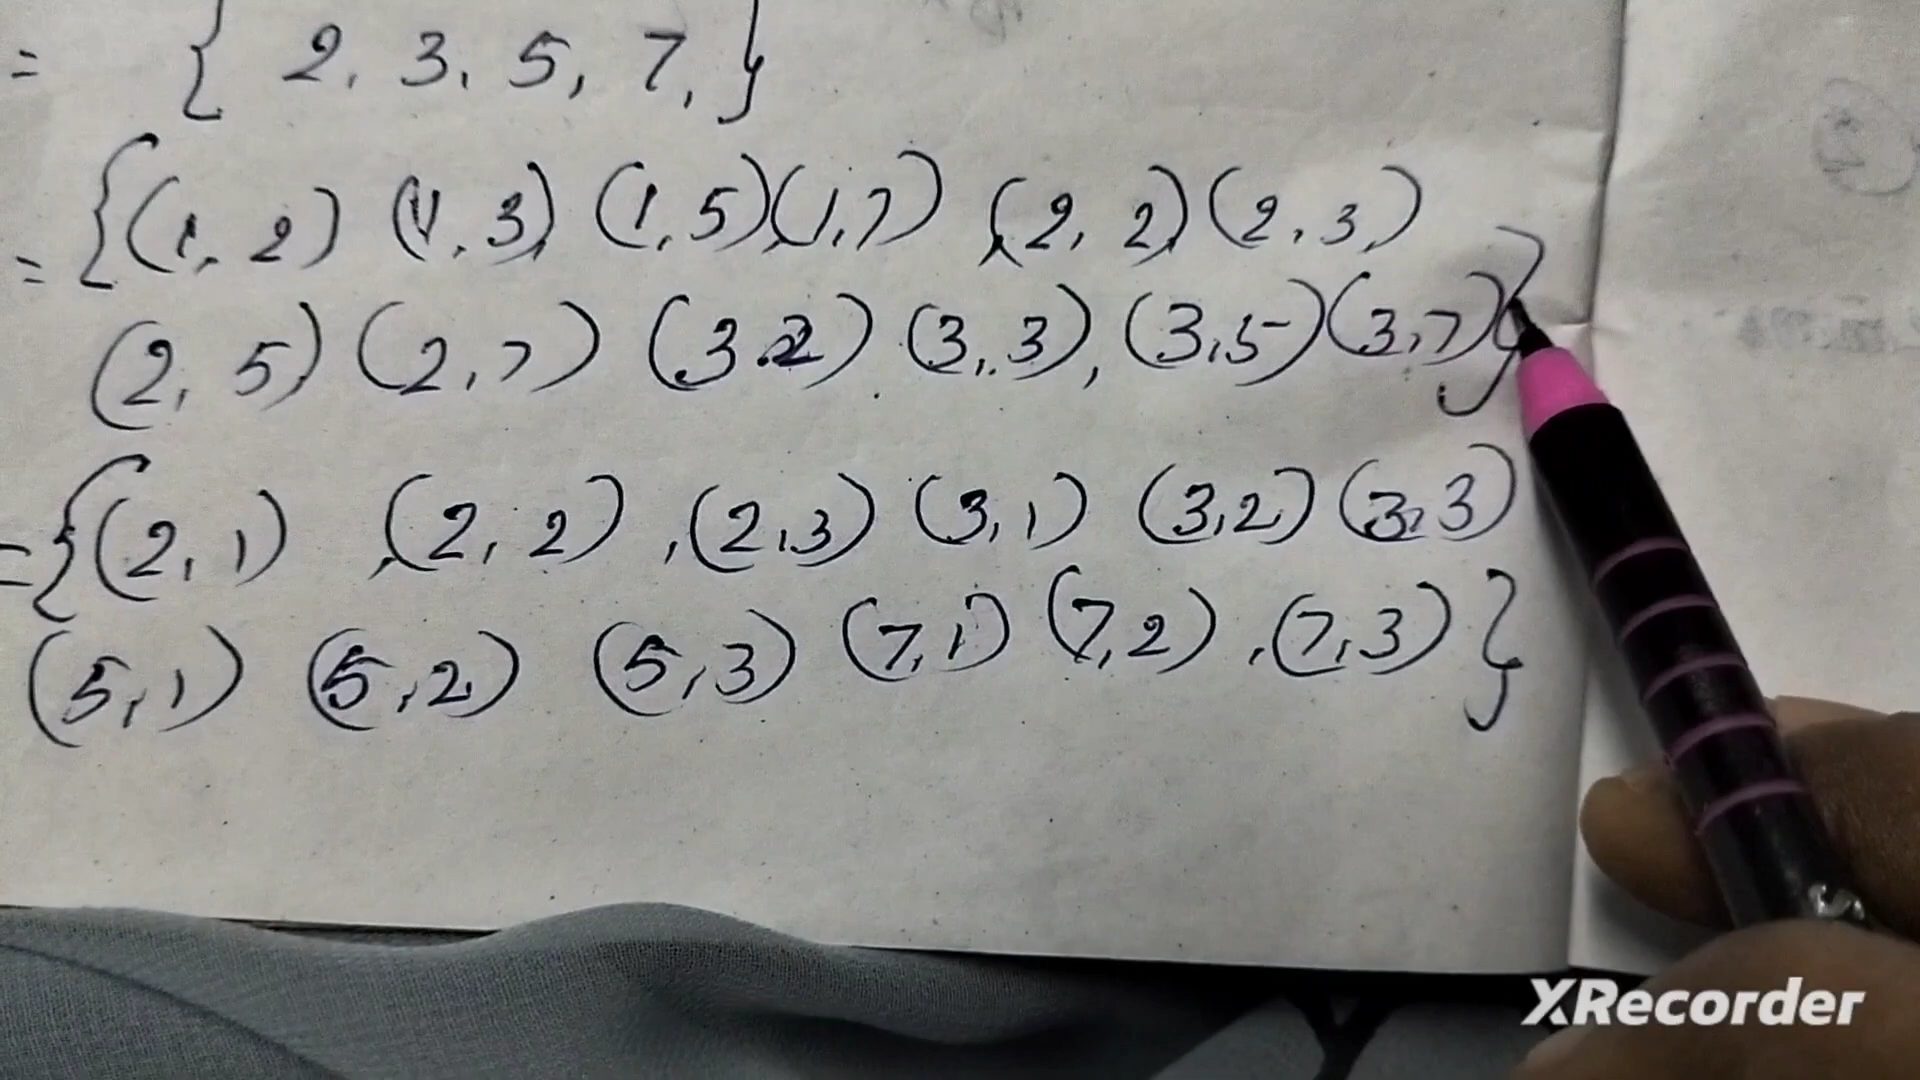 = { 2, 3, 5, 7, }
= {(1, 2) (1, 3), (1, 5), (1, 7), (2, 2), (2, 3,)
(2, 5) (2, 7) (3.2) (3, 3), (3,5) (3,7)}
= {(2, 1), (2, 2), (2,3) (3,1) (3,2) (3,3)
(5,1) (5,2) (5,3) (7,1) (7,2), (7,3) }
XRecorder